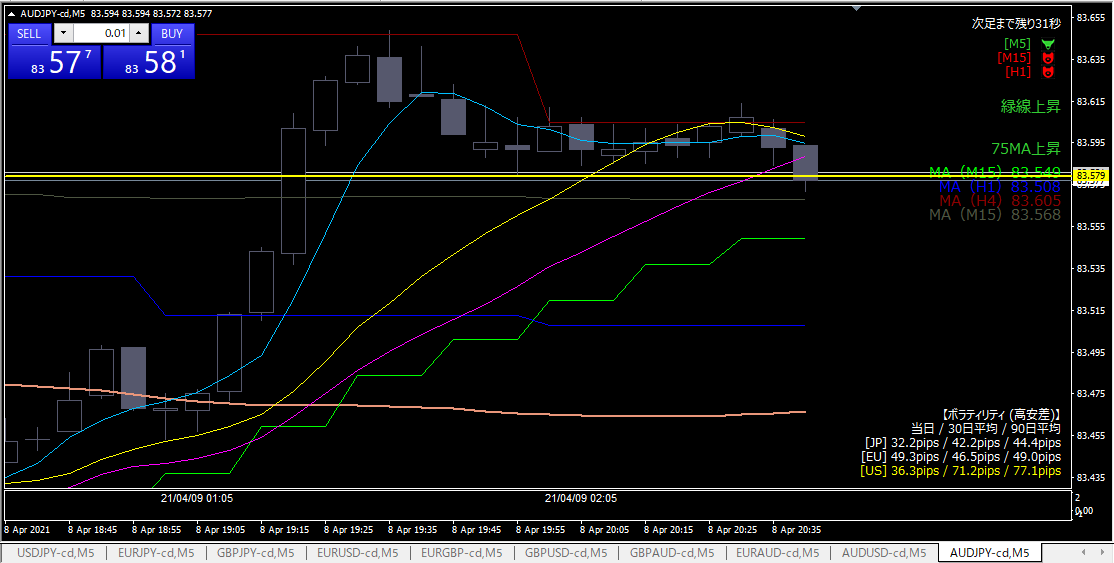 AUDJPY-cd,M5 83.594 83.594 83.572 83.577
SELL 0.01 BUY
83 57 7 83 58 1
次足まで残り31秒
[M5]
[M15]
[H1]
緑線上昇
75MA上昇
MA (M15) 83.549
MA (H1) 83.508
MA (H4) 83.605
MA (M15) 83.568
83.655
83.635
83.615
83.595
83.579
83.555
83.535
83.515
83.495
83.475
83.455
83.435
【ボラティリティ (高安差)】
当日 / 30日平均 / 90日平均
[JP] 32.2pips / 42.2pips / 44.4pips
[EU] 49.3pips / 46.5pips / 49.0pips
[US] 36.3pips / 71.2pips / 77.1pips
21/04/09 01:05 21/04/09 02:05
2
0.00
8 Apr 2021 8 Apr 18:45 8 Apr 18:55 8 Apr 19:05 8 Apr 19:15 8 Apr 19:25 8 Apr 19:35 8 Apr 19:45 8 Apr 19:55 8 Apr 20:05 8 Apr 20:15 8 Apr 20:25 8 Apr 20:35
USDJPY-cd,M5 EURJPY-cd,M5 GBPJPY-cd,M5 EURUSD-cd,M5 EURGBP-cd,M5 GBPUSD-cd,M5 GBPAUD-cd,M5 EURAUD-cd,M5 AUDUSD-cd,M5 AUDJPY-cd,M5